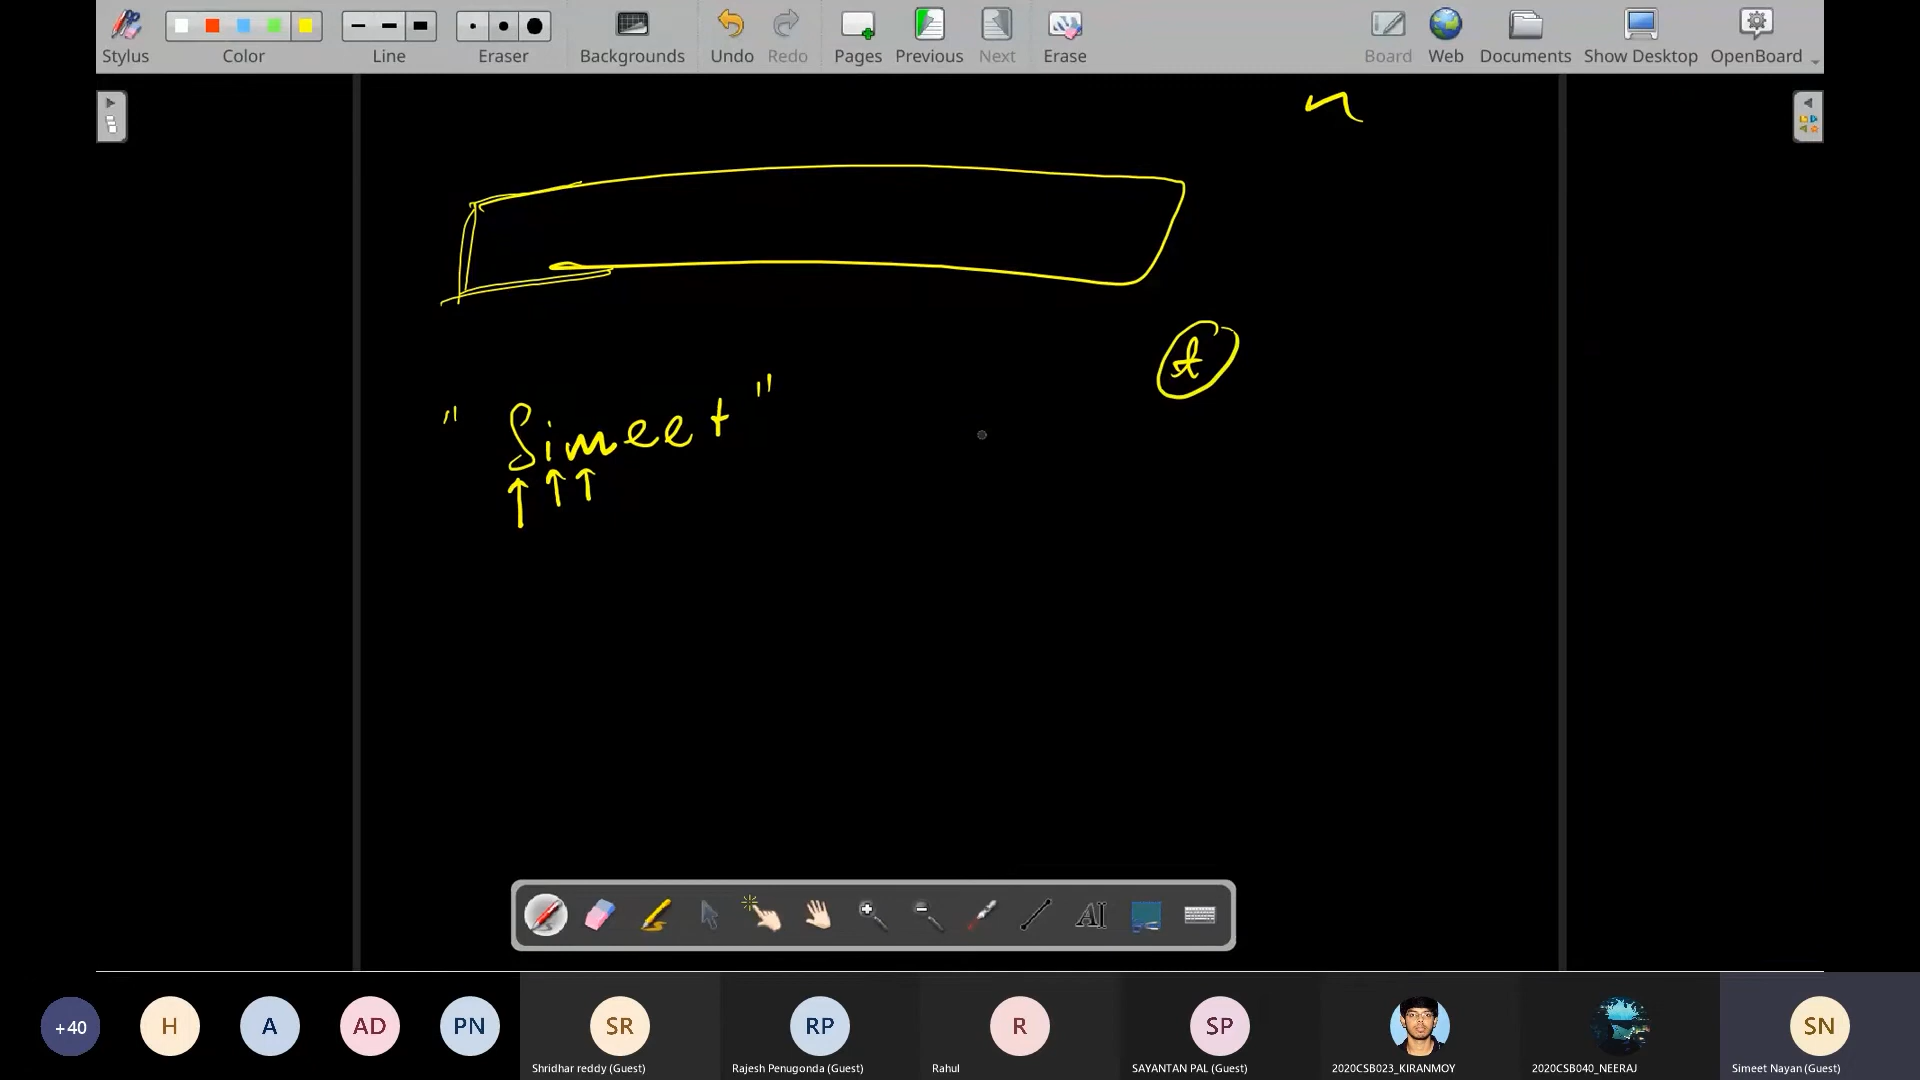 Stylus Color Line Eraser Backgrounds Undo Redo Pages Previous Next Erase Board Web Documents Show Desktop OpenBoard
n
t
" Simeet "
AI
+40 H A AD PN SR RP R SP SN
Shridhar reddy (Guest) Rajesh Penugonda (Guest) Rahul SAYANTAN PAL (Guest) 2020CSB023_KIRANMOY 2020CSB040_NEERAJ Simeet Nayan (Guest)